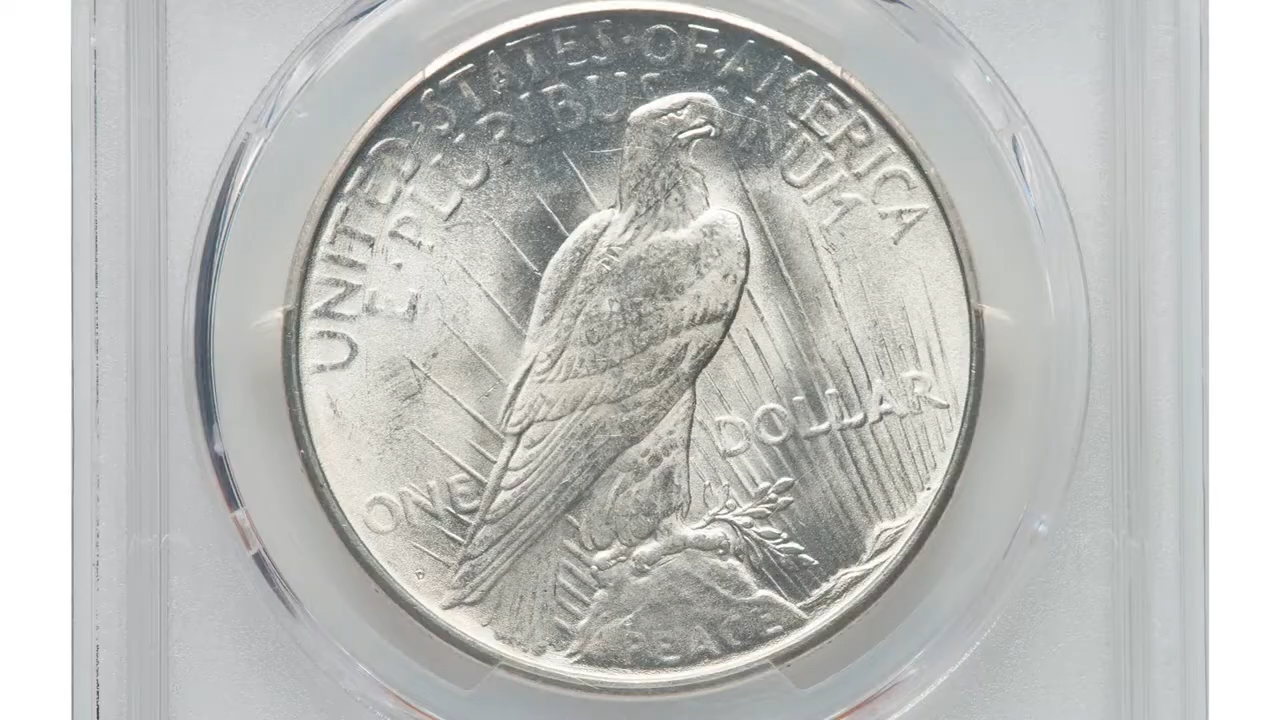 UNITED·STATES·OF·AMERICA
E·PLURIBUS UNUM
ONE DOLLAR
D
PEACE